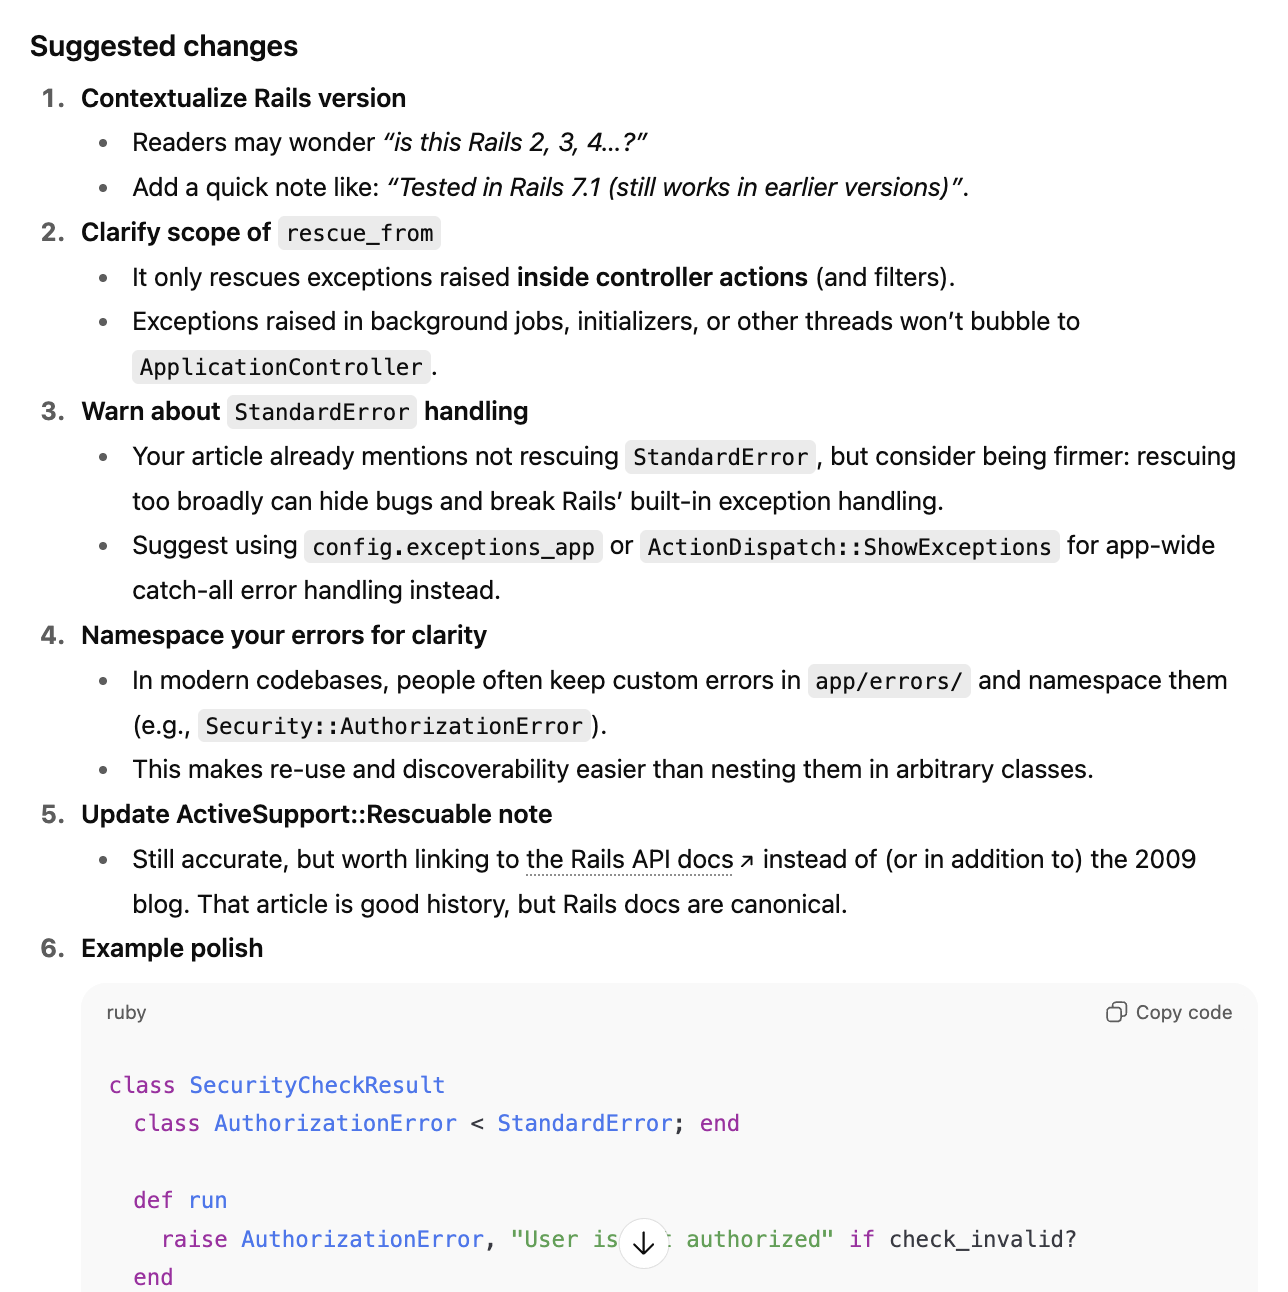 Suggested changes
1. Contextualize Rails version
• Readers may wonder “is this Rails 2, 3, 4…?”
• Add a quick note like: “Tested in Rails 7.1 (still works in earlier versions)”.
2. Clarify scope of rescue_from
• It only rescues exceptions raised inside controller actions (and filters).
• Exceptions raised in background jobs, initializers, or other threads won’t bubble to
ApplicationController.
3. Warn about StandardError handling
• Your article already mentions not rescuing StandardError, but consider being firmer: rescuing
too broadly can hide bugs and break Rails’ built-in exception handling.
• Suggest using config.exceptions_app or ActionDispatch::ShowExceptions for app-wide
catch-all error handling instead.
4. Namespace your errors for clarity
• In modern codebases, people often keep custom errors in app/errors/ and namespace them
(e.g., Security::AuthorizationError).
• This makes re-use and discoverability easier than nesting them in arbitrary classes.
5. Update ActiveSupport::Rescuable note
• Still accurate, but worth linking to the Rails API docs ↗ instead of (or in addition to) the 2009
blog. That article is good history, but Rails docs are canonical.
6. Example polish
ruby Copy code
class SecurityCheckResult
class AuthorizationError < StandardError; end
def run
raise AuthorizationError, "User is authorized" if check_invalid?
end